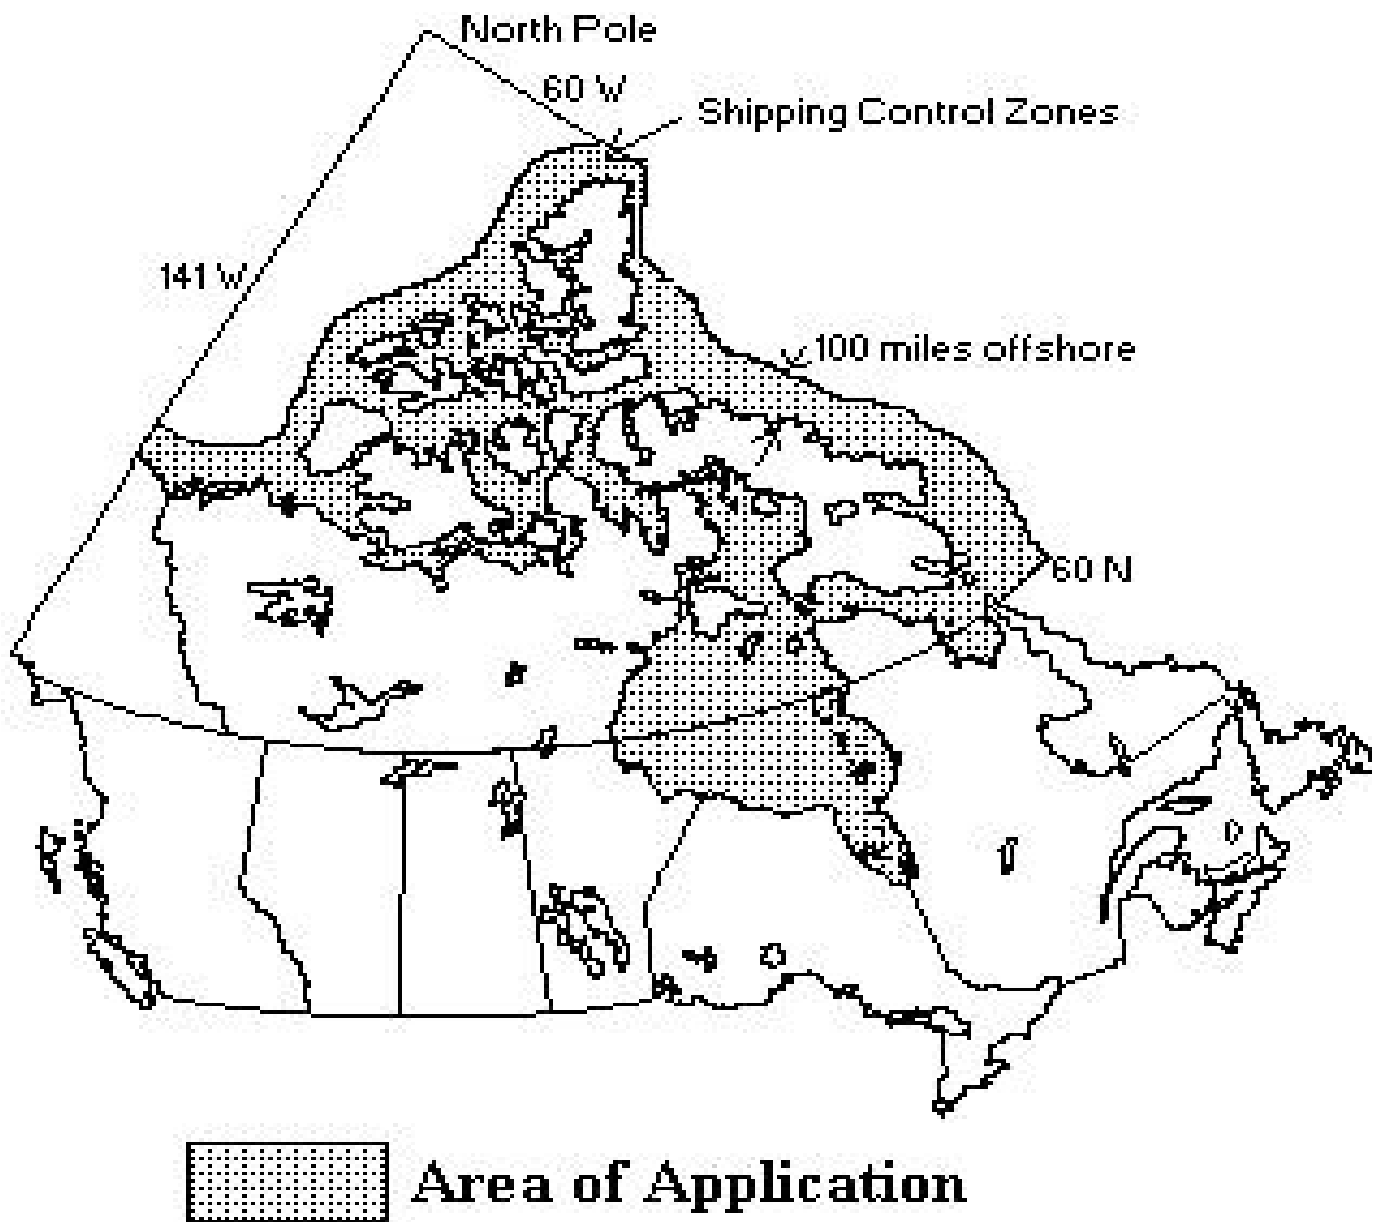 North Pole
60 W
Shipping Control Zones
141 W
100 miles offshore
60 N
Area of Application